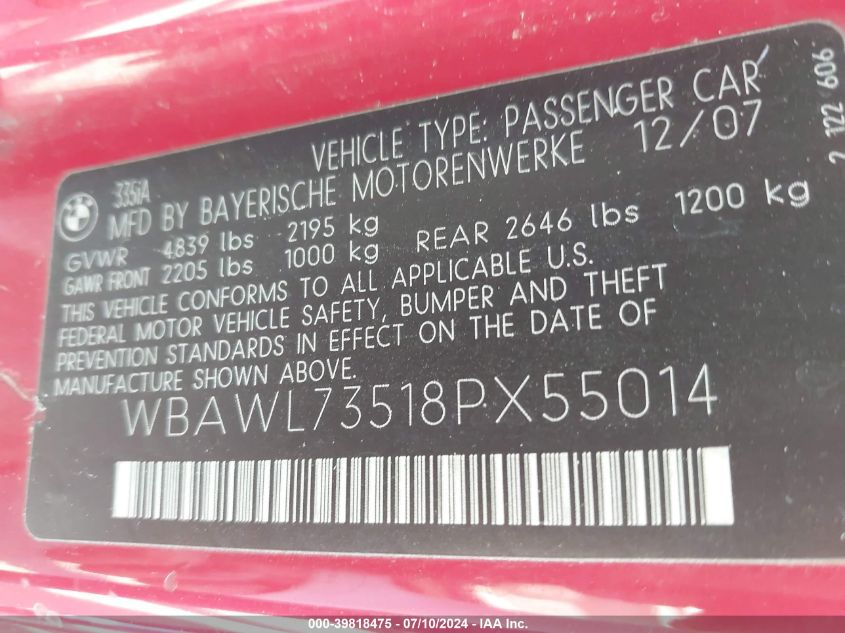 335iA
VEHICLE TYPE: PASSENGER CAR
MFD BY BAYERISCHE MOTORENWERKE 12/07
GVWR 4839 lbs 2195 kg
GAWR FRONT 2205 lbs 1000 kg REAR 2646 lbs 1200 kg
THIS VEHICLE CONFORMS TO ALL APPLICABLE U.S.
FEDERAL MOTOR VEHICLE SAFETY, BUMPER AND THEFT
PREVENTION STANDARDS IN EFFECT ON THE DATE OF
MANUFACTURE SHOWN ABOVE.
WBAWL73518PX55014
122 606
000-39818475 - 07/10/2024 - IAA Inc.